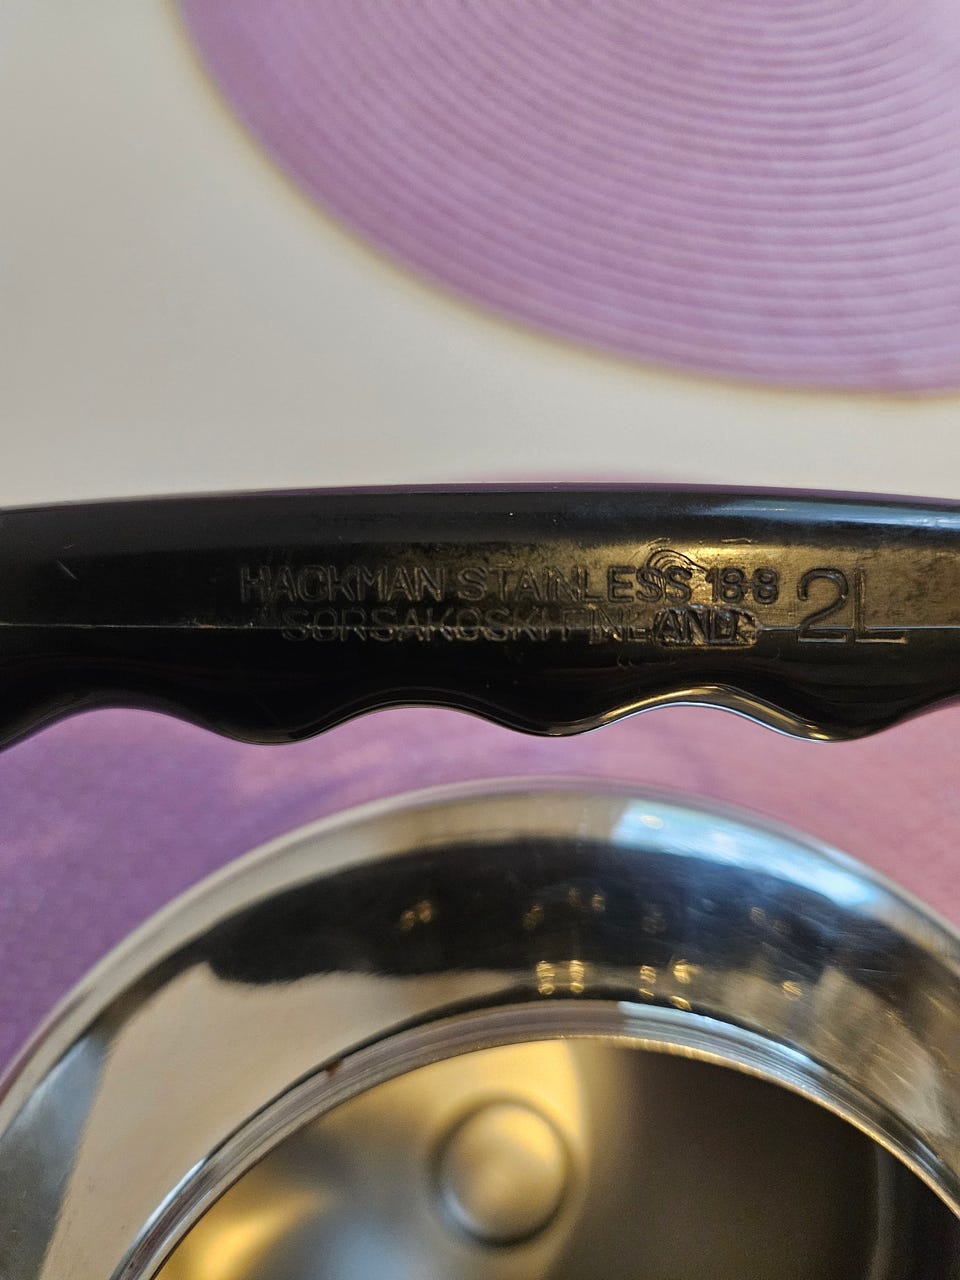 HACKMAN STAINLESS 18-8 2L
SORSAKOSKI FINLAND